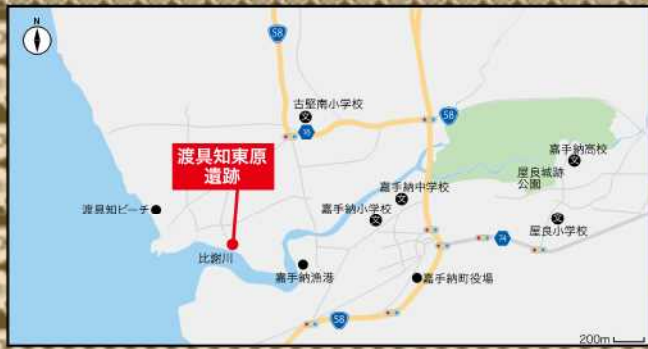 N
58
古堅南小学校
16
58
渡具知東原
遺跡
嘉手納高校
屋良城跡
公園
嘉手納中学校
嘉手納小学校
渡具知ビーチ
屋良小学校
74
比謝川
嘉手納漁港
嘉手納町役場
58
200m